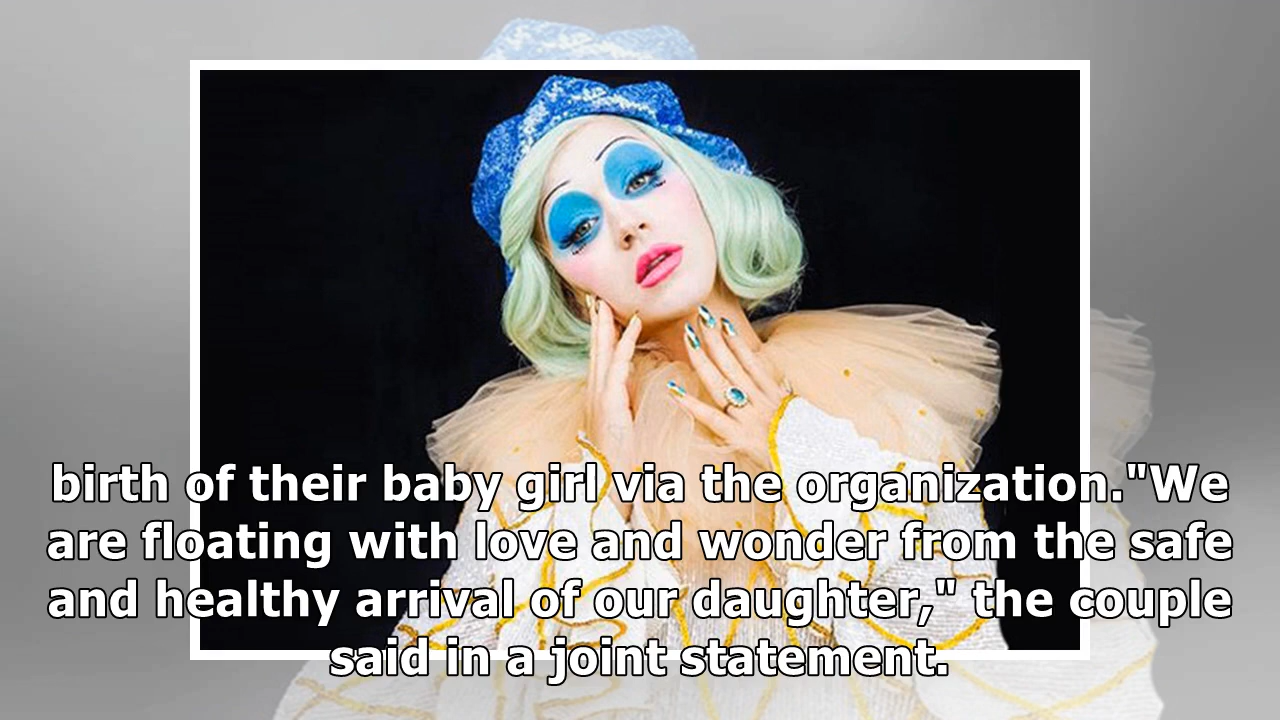 birth of their baby girl via the organization."We
are floating with love and wonder from the safe
and healthy arrival of our daughter," the couple
said in a joint statement.